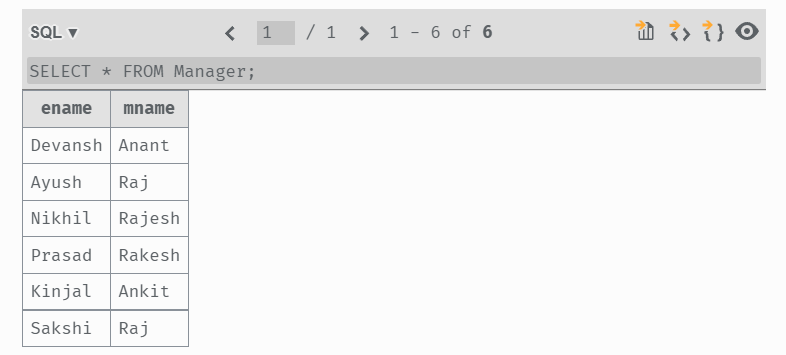 SQL ▼ < 1 / 1 > 1 - 6 of 6
SELECT * FROM Manager;
ename mname
Devansh Anant
Ayush Raj
Nikhil Rajesh
Prasad Rakesh
Kinjal Ankit
Sakshi Raj